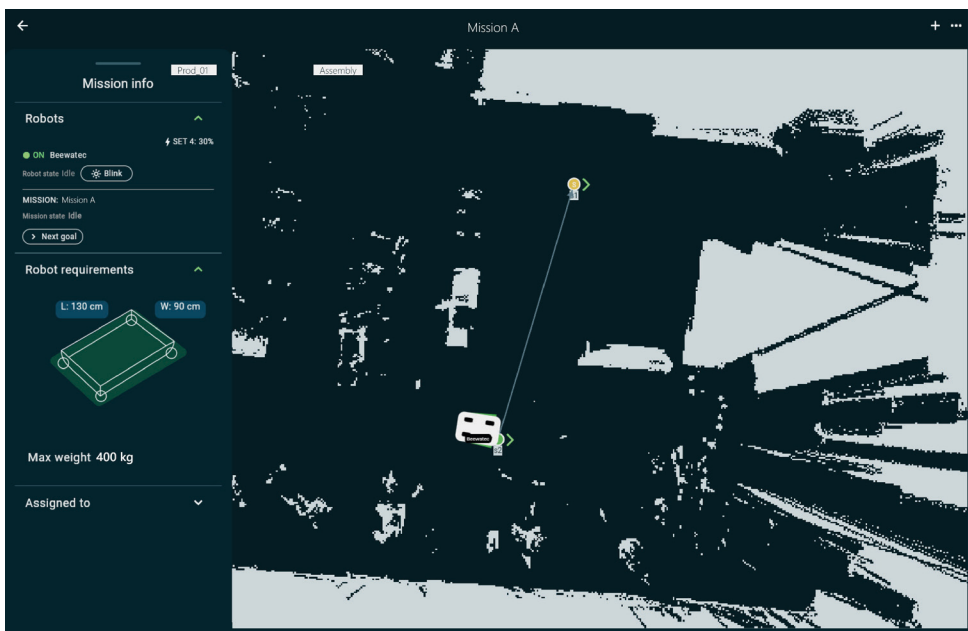 Mission A
Prod_01
Assembly
Mission info
Robots
SET 4: 30%
ON Beewatec
Robot state Idle Blink
MISSION: Mission A
Mission state Idle
Next goal
Robot requirements
L: 130 cm W: 90 cm
Max weight 400 kg
Assigned to
Beewatec